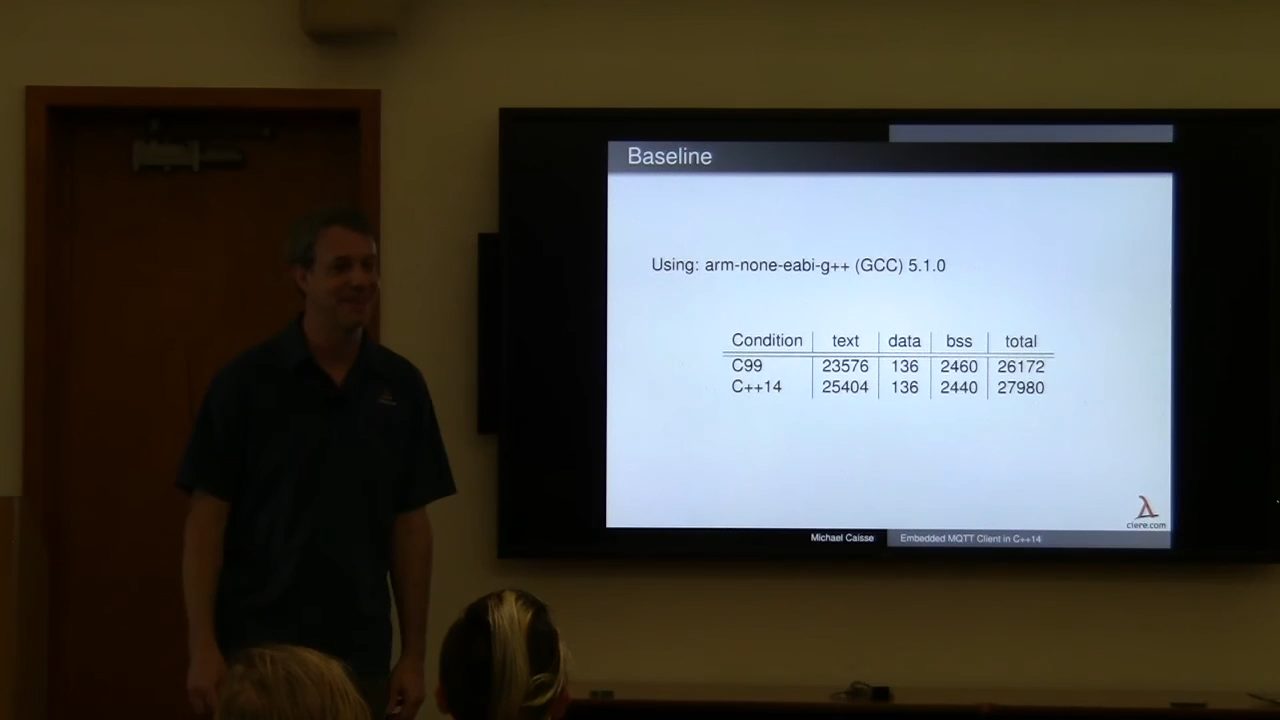 Baseline
Using: arm-none-eabi-g++ (GCC) 5.1.0
Condition text data bss total
C99 23576 136 2460 26172
C++14 25404 136 2440 27980
ciere.com
Michael Caisse Embedded MQTT Client in C++14